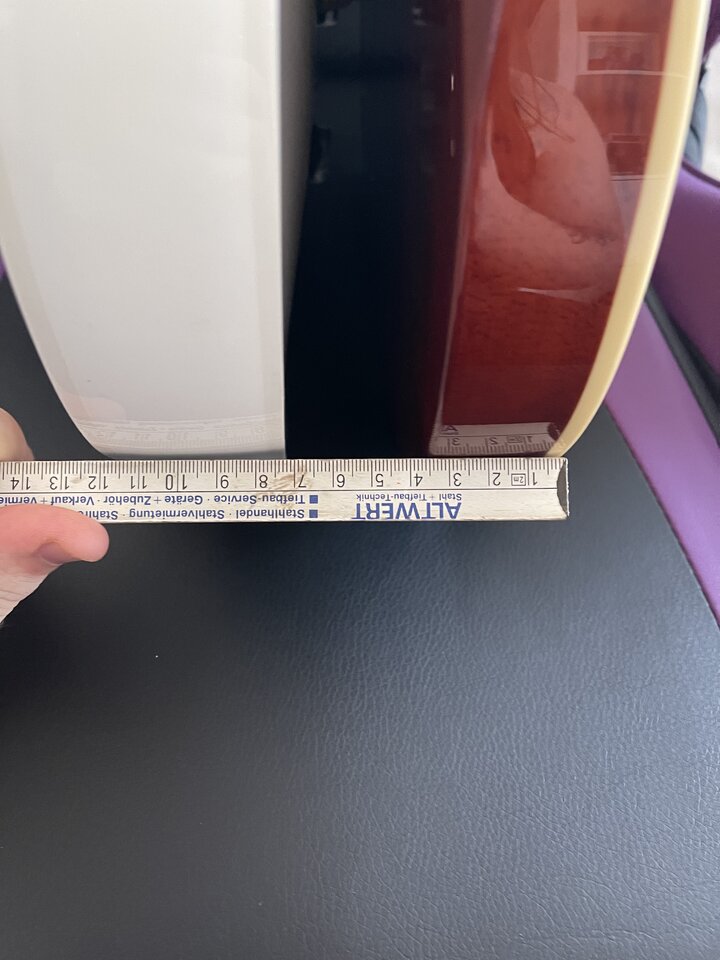 ALTWERT
Stahl + Tiefbau-Technik
■ Stahlhandel · Stahlvermietung ·
■ Tiefbau-Service · Geräte + Zubehör · Verkauf +
1 2m 2 3 4 5 6 7 8 9 10 11 12 13 14